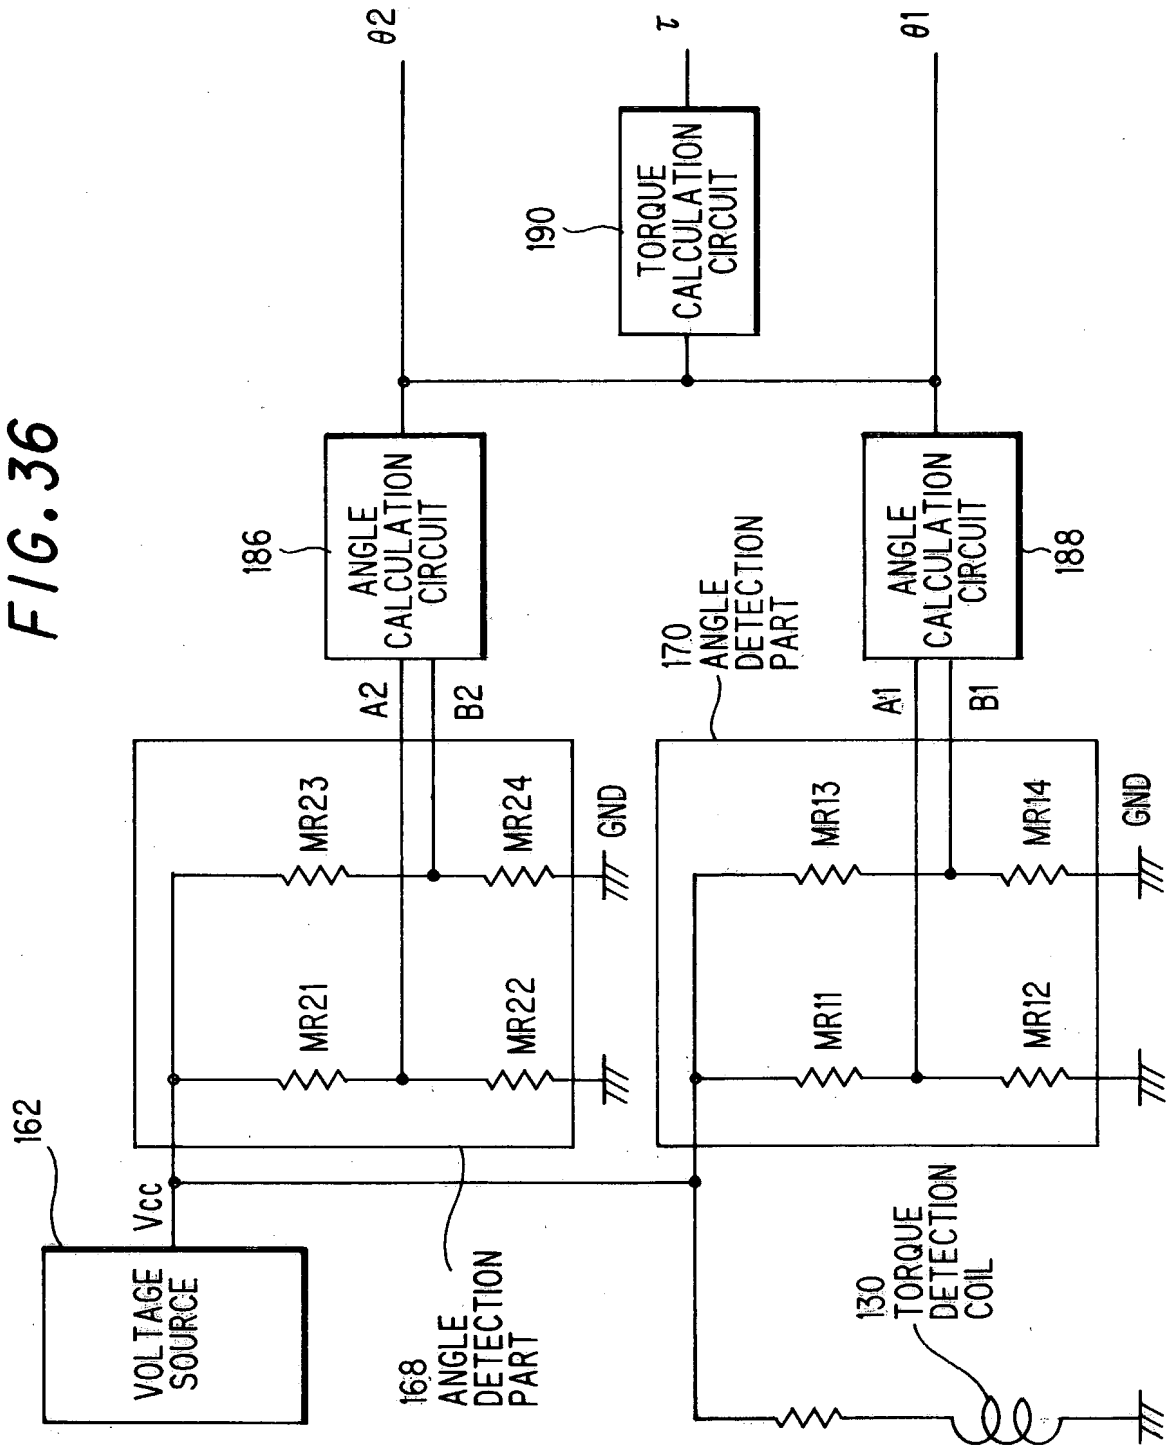 FIG. 36
162
VOLTAGE
SOURCE
Vcc
168
ANGLE
DETECTION
PART
MR21
MR22
MR23
MR24
GND
A2
B2
186
ANGLE
CALCULATION
CIRCUIT
θ2
190
TORQUE
CALCULATION
CIRCUIT
τ
130
TORQUE
DETECTION
COIL
170
ANGLE
DETECTION
PART
MR11
MR12
MR13
MR14
GND
A1
B1
188
ANGLE
CALCULATION
CIRCUIT
θ1